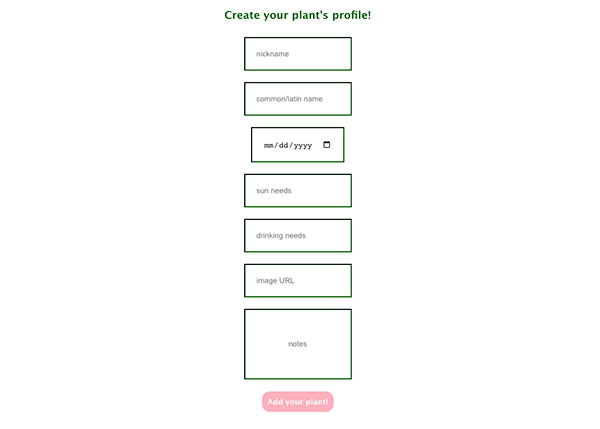 Create your plant's profile!
nickname
common/latin name
mm/dd/yyyy
sun needs
drinking needs
image URL
notes
Add your plant!